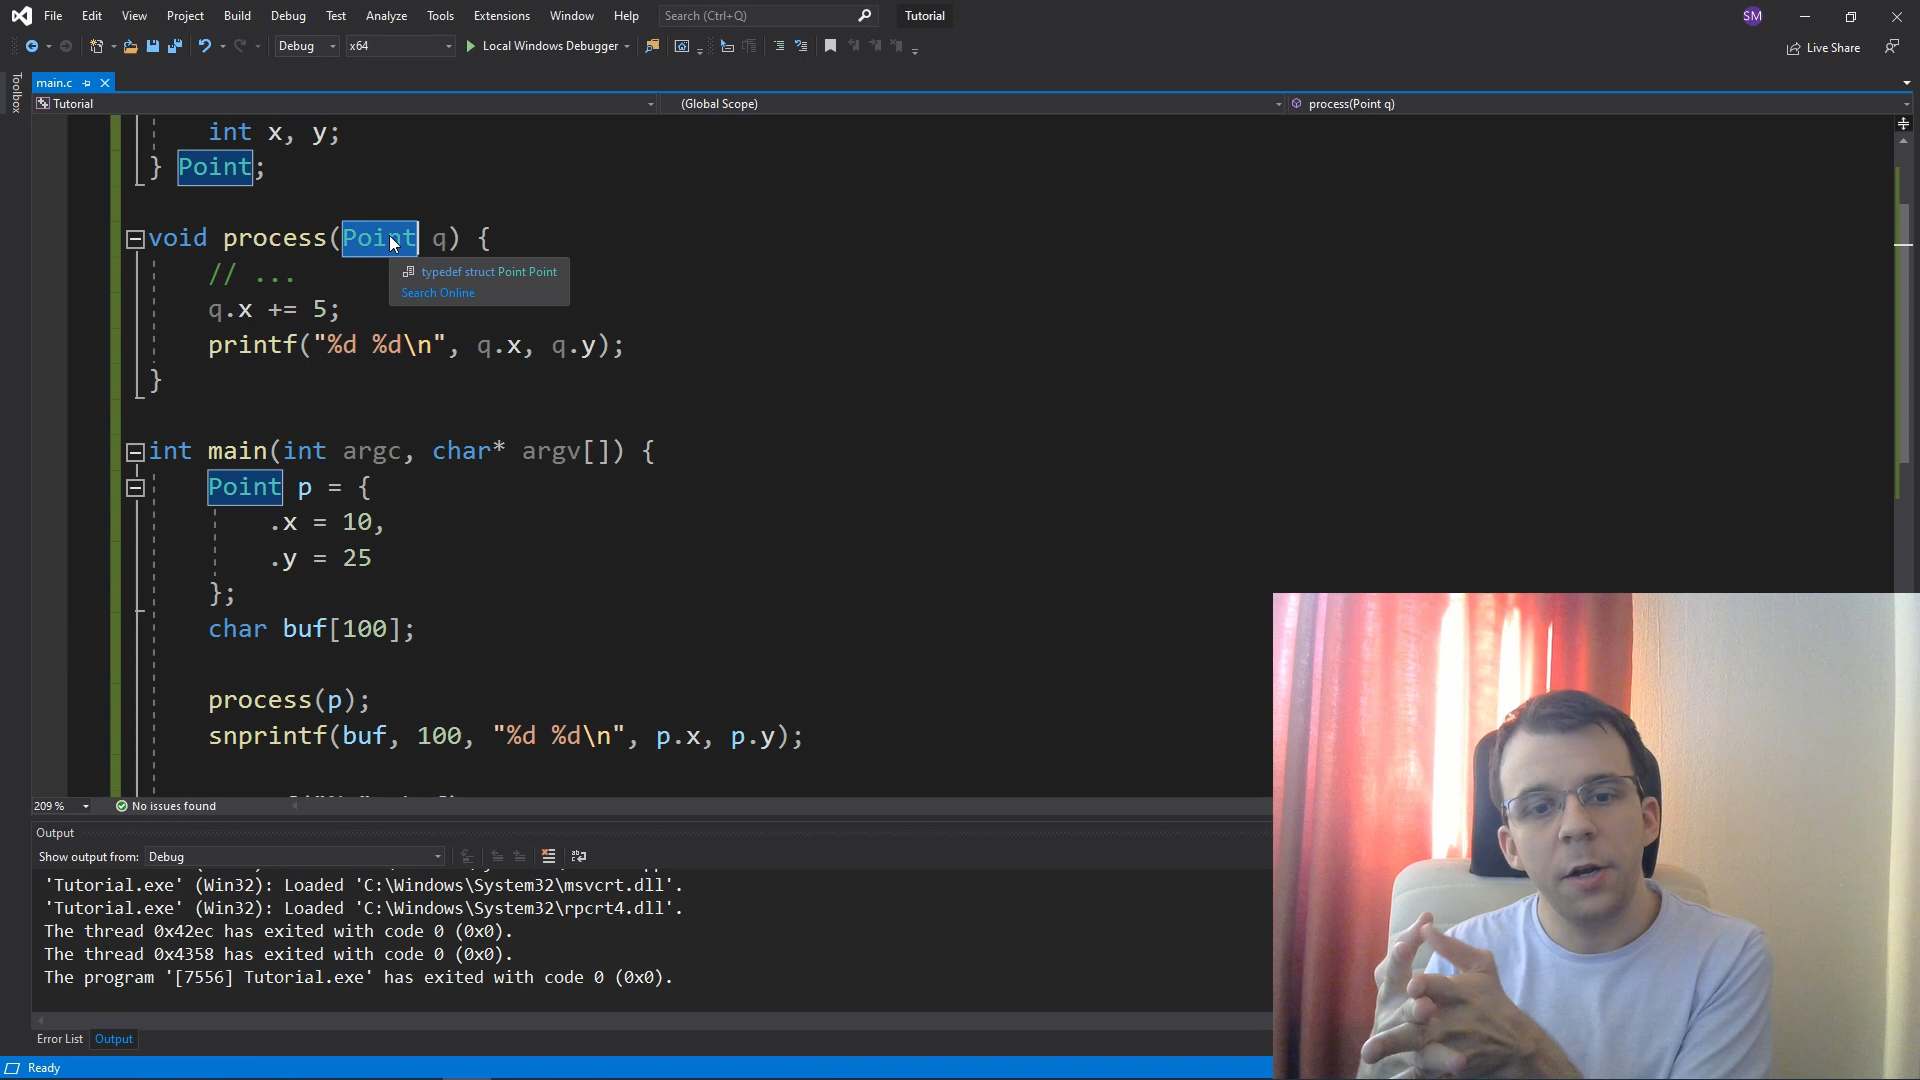 File Edit View Project Build Debug Test Analyze Tools Extensions Window Help Search (Ctrl+Q) Tutorial SM
Debug x64 Local Windows Debugger Live Share
Toolbox
main.c
Tutorial (Global Scope) process(Point q)
int x, y;
} Point;
void process(Point q) {
// ...
typedef struct Point Point
Search Online
q.x += 5;
printf("%d %d\n", q.x, q.y);
}
int main(int argc, char* argv[]) {
Point p = {
.x = 10,
.y = 25
};
char buf[100];
process(p);
snprintf(buf, 100, "%d %d\n", p.x, p.y);
209 % No issues found
Output
Show output from: Debug
'Tutorial.exe' (Win32): Loaded 'C:\Windows\System32\msvcrt.dll'.
'Tutorial.exe' (Win32): Loaded 'C:\Windows\System32\rpcrt4.dll'.
The thread 0x42ec has exited with code 0 (0x0).
The thread 0x4358 has exited with code 0 (0x0).
The program '[7556] Tutorial.exe' has exited with code 0 (0x0).
Error List Output
Ready